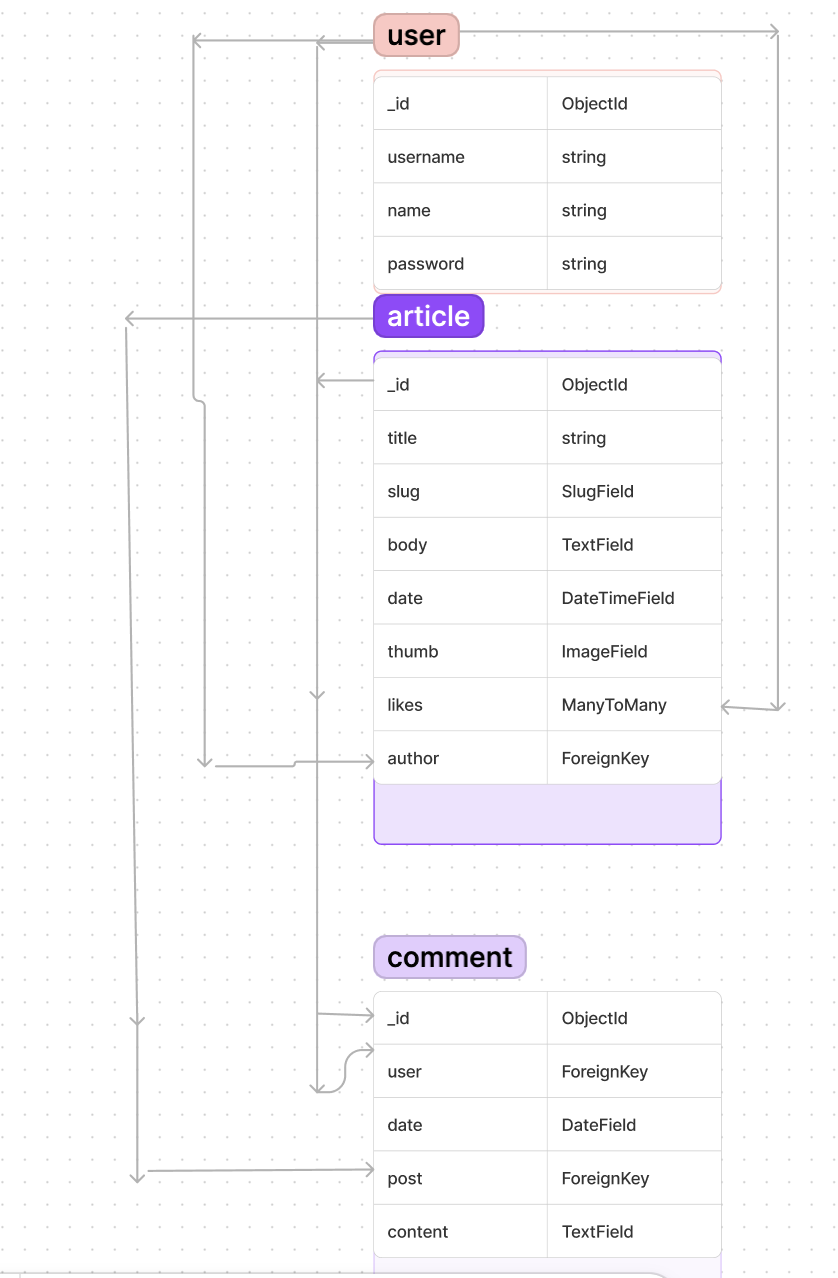 user
_id ObjectId
username string
name string
password string
article
_id ObjectId
title string
slug SlugField
body TextField
date DateTimeField
thumb ImageField
likes ManyToMany
author ForeignKey
comment
_id ObjectId
user ForeignKey
date DateField
post ForeignKey
content TextField